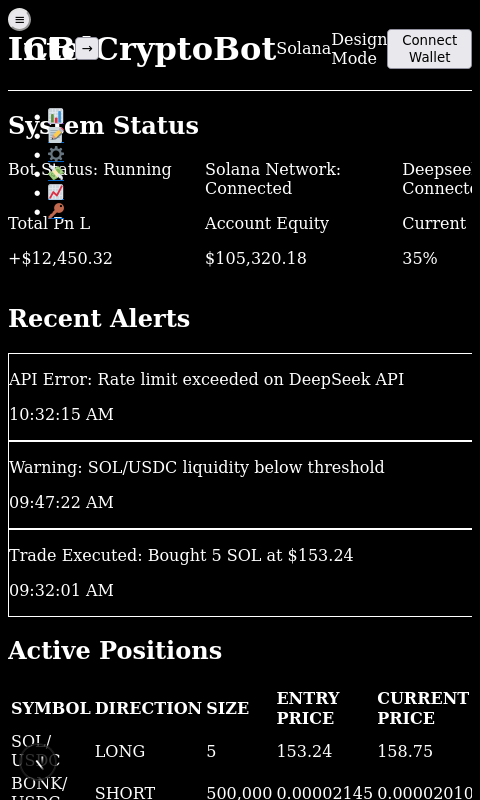 ≡
CryptoBot
→
Solana
Design
Mode
Connect
Wallet
System Status
Bot Status: Running
Solana Network:
Connected
Total Pn L
Account Equity
Current
+$12,450.32
$105,320.18
35%
Recent Alerts
API Error: Rate limit exceeded on DeepSeek API
10:32:15 AM
Warning: SOL/USDC liquidity below threshold
09:47:22 AM
Trade Executed: Bought 5 SOL at $153.24
09:32:01 AM
Active Positions
SYMBOL DIRECTION SIZE ENTRY PRICE CURRENT PRICE
SOL/
USDC LONG 5 153.24 158.75
BONK/
USDC SHORT 500,000 0.00002145 0.00002010